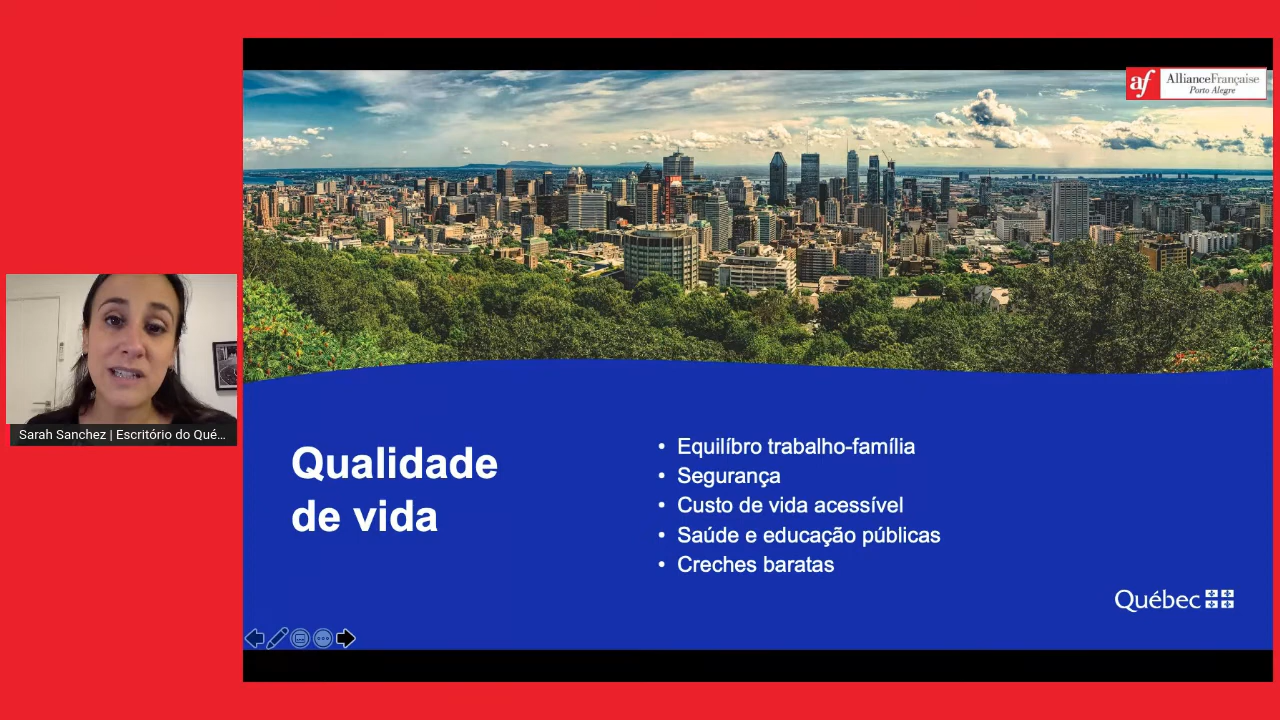 af AllianceFrançaise
Porto Alegre
Sarah Sanchez | Escritório do Qué...
Qualidade
de vida
• Equilíbro trabalho-família
• Segurança
• Custo de vida acessível
• Saúde e educação públicas
• Creches baratas
Québec